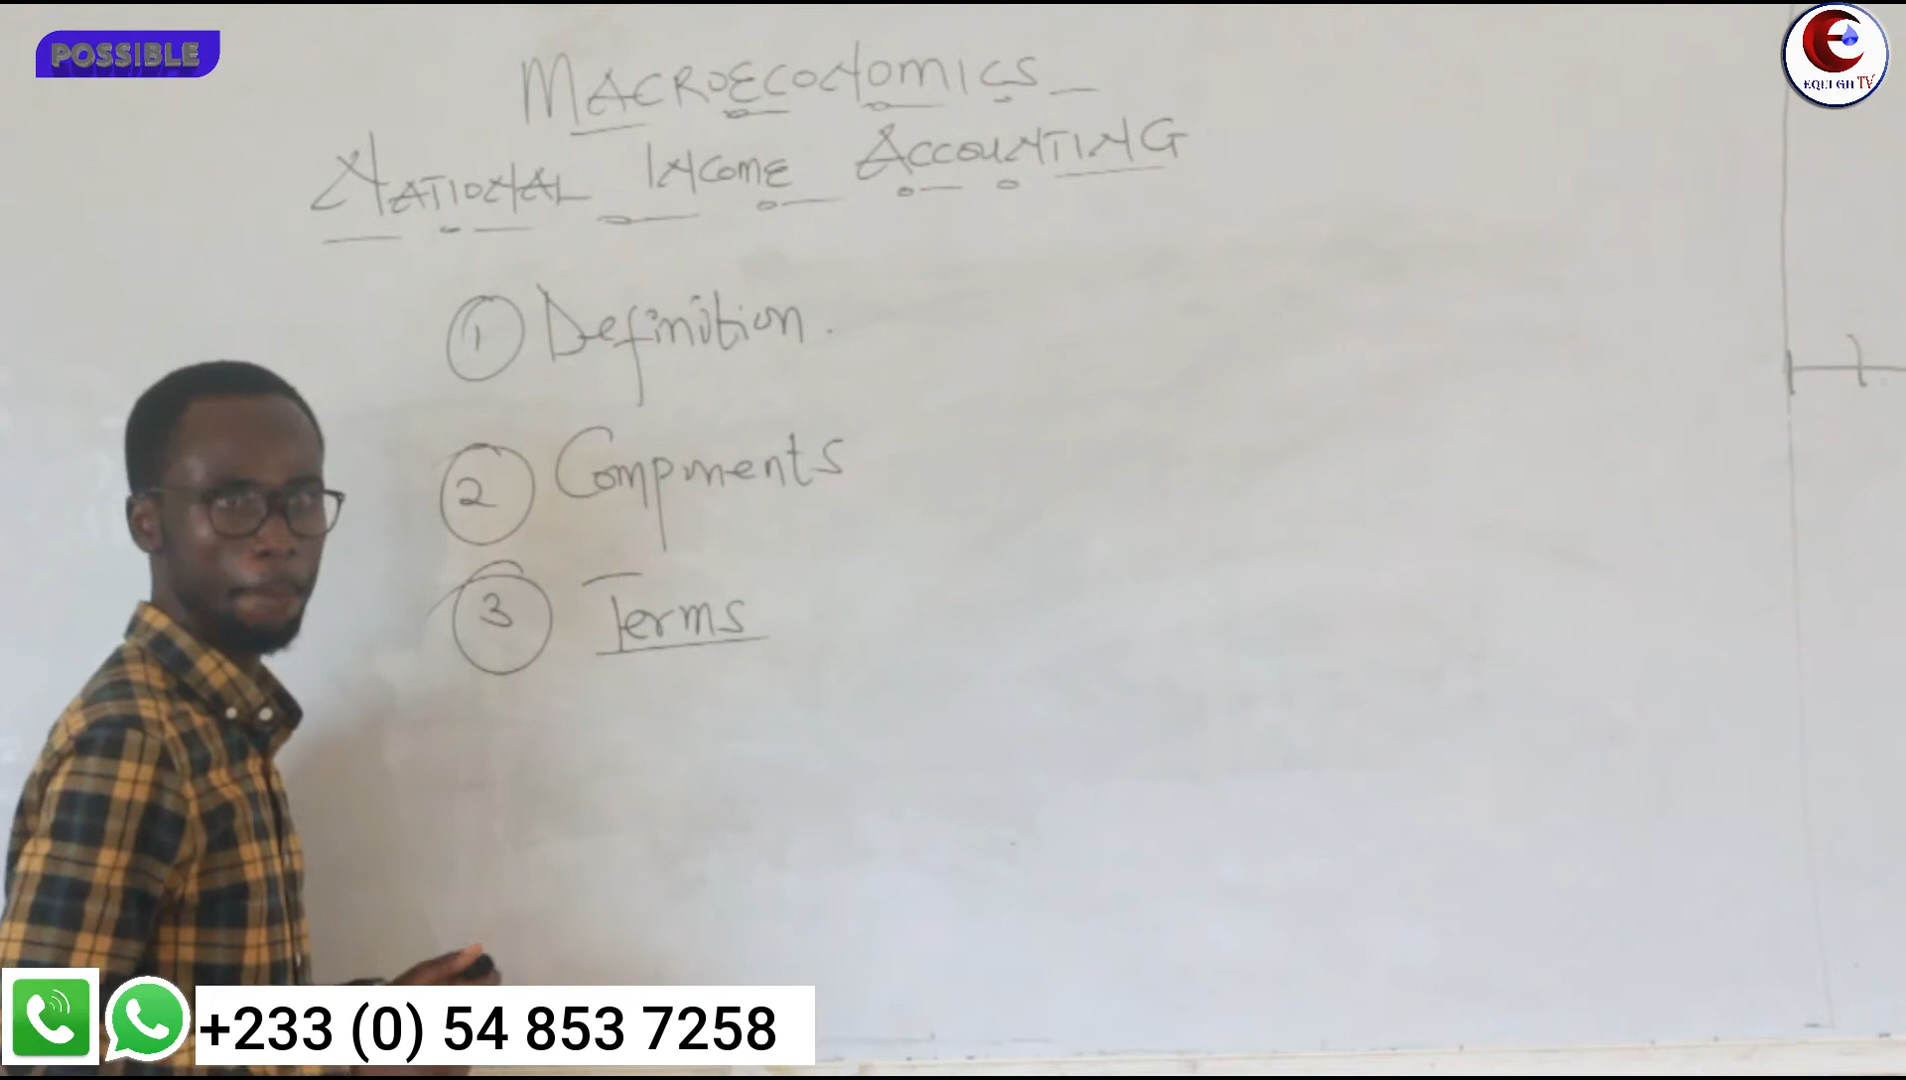 POSSIBLE
EQUI GH TV
MACROECONOMICS
NATIONAL INCOME ACCOUNTING
1 Definition.
2 Components
3 Terms
+233 (0) 54 853 7258